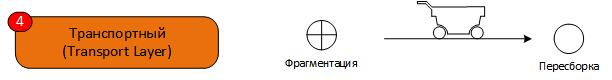 4
Транспортный
(Transport Layer)
Фрагментация
Пересборка